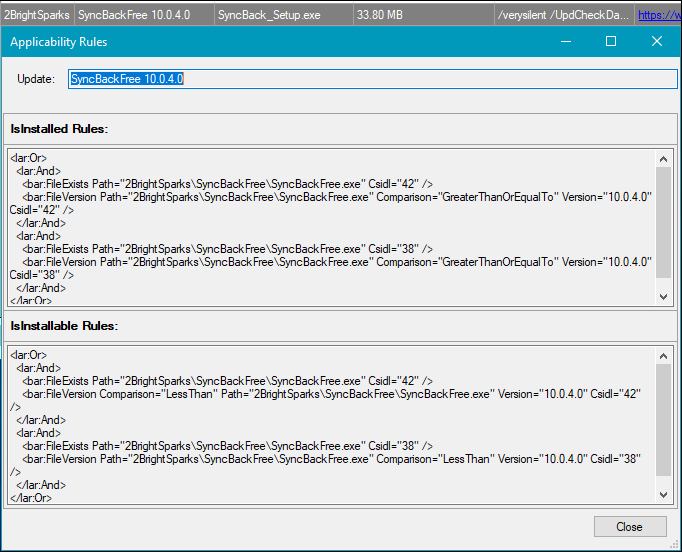 2BrightSparks SyncBackFree 10.0.4.0 SyncBack_Setup.exe 33.80 MB /verysilent /UpdCheckDa... https://w
Applicability Rules
Update: SyncBackFree 10.0.4.0
IsInstalled Rules:
<lar:Or>
<lar:And>
<bar:FileExists Path="2BrightSparks\SyncBackFree\SyncBackFree.exe" Csidl="42" />
<bar:FileVersion Path="2BrightSparks\SyncBackFree\SyncBackFree.exe" Comparison="GreaterThanOrEqualTo" Version="10.0.4.0"
Csidl="42" />
</lar:And>
<lar:And>
<bar:FileExists Path="2BrightSparks\SyncBackFree\SyncBackFree.exe" Csidl="38" />
<bar:FileVersion Path="2BrightSparks\SyncBackFree\SyncBackFree.exe" Comparison="GreaterThanOrEqualTo" Version="10.0.4.0"
Csidl="38" />
</lar:And>
</lar:Or>
IsInstallable Rules:
<lar:Or>
<lar:And>
<bar:FileExists Path="2BrightSparks\SyncBackFree\SyncBackFree.exe" Csidl="42" />
<bar:FileVersion Comparison="LessThan" Path="2BrightSparks\SyncBackFree\SyncBackFree.exe" Version="10.0.4.0" Csidl="42"
/>
</lar:And>
<lar:And>
<bar:FileExists Path="2BrightSparks\SyncBackFree\SyncBackFree.exe" Csidl="38" />
<bar:FileVersion Path="2BrightSparks\SyncBackFree\SyncBackFree.exe" Comparison="LessThan" Version="10.0.4.0" Csidl="38"
/>
</lar:And>
</lar:Or>
Close